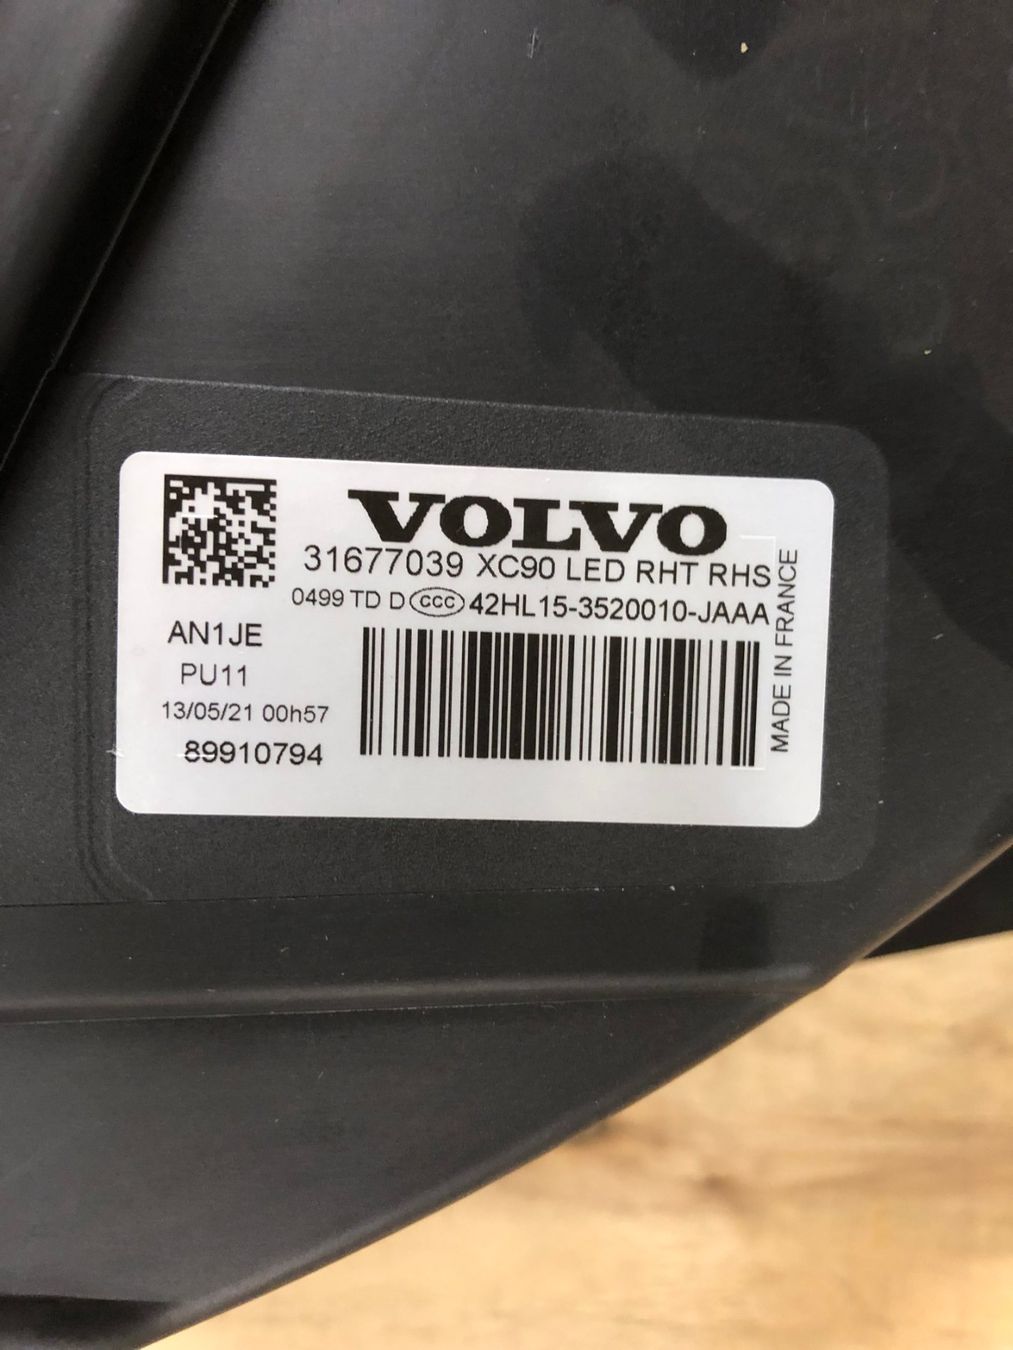 VOLVO
31677039 XC90 LED RHT RHS
0499 TD D CCC 42HL15-3520010-JAAA
AN1JE
PU11
13/05/21 00h57
89910794
MADE IN FRANCE